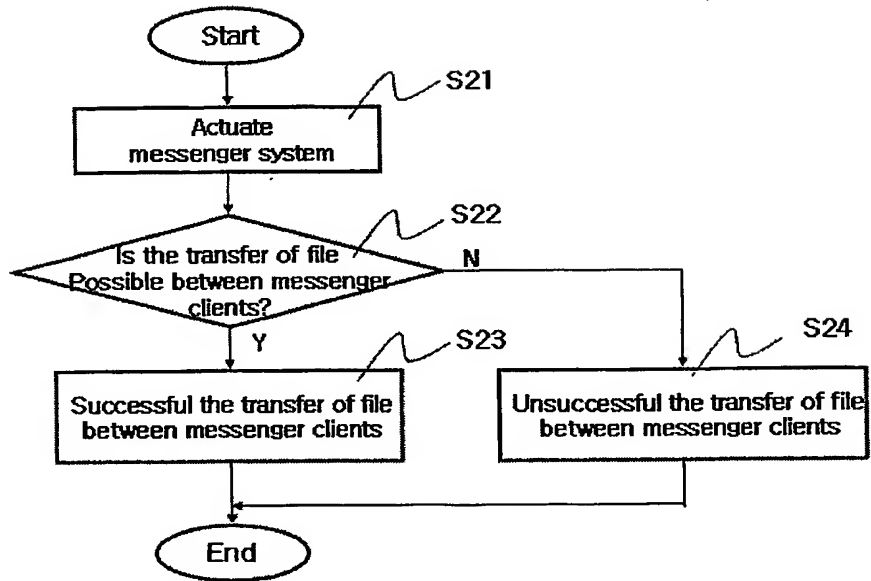 Start
S21
Actuate
messenger system
S22
Is the transfer of file
Possible between messenger
clients?
N
Y
S23
S24
Successful the transfer of file
between messenger clients
Unsuccessful the transfer of file
between messenger clients
End